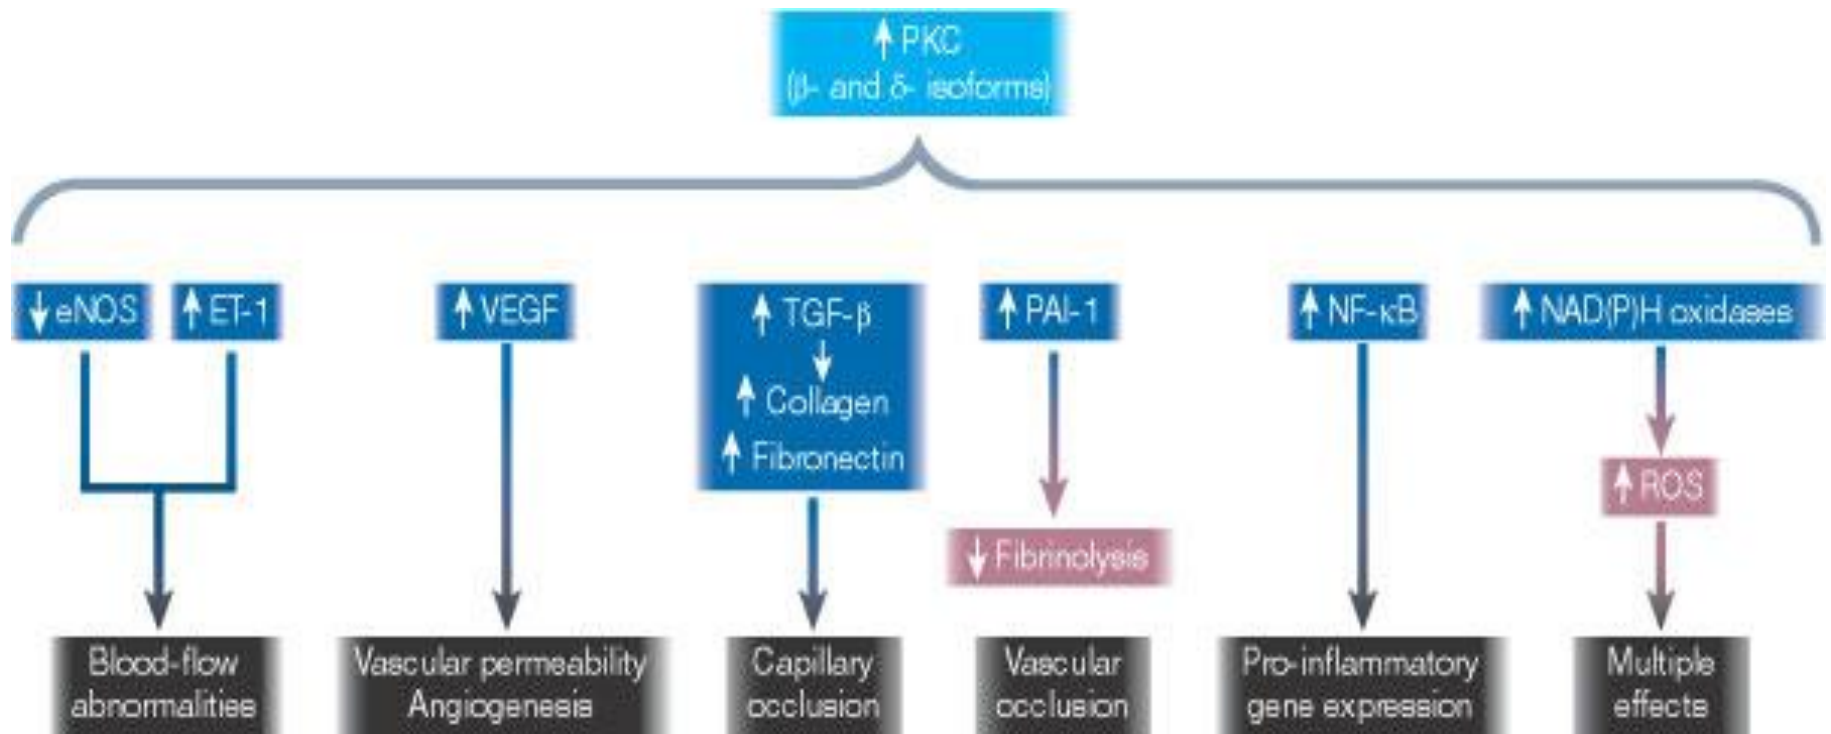 ↑ PKC
(β- and δ- isoforms)
↓ eNOS
↑ ET-1
↑ VEGF
↑ TGF-β
↓
↑ Collagen
↑ Fibronectin
↑ PAI-1
↑ NF-κB
↑ NAD(P)H oxidases
↑ ROS
↓ Fibrinolysis
Blood-flow
abnormalities
Vascular permeability
Angiogenesis
Capillary
occlusion
Vascular
occlusion
Pro-inflammatory
gene expression
Multiple
effects